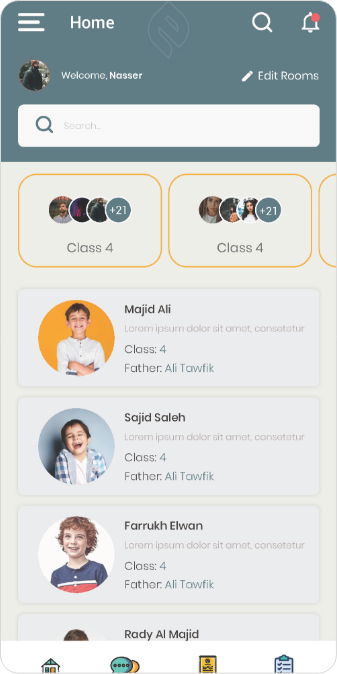 Home
Welcome, Nasser
Edit Rooms
Search...
+21
+21
Class 4
Class 4
Majid Ali
Lorem ipsum dolor sit amet, consetetur
Class: 4
Father: Ali Tawfik
Sajid Saleh
Lorem ipsum dolor sit amet, consetetur
Class: 4
Father: Ali Tawfik
Farrukh Elwan
Lorem ipsum dolor sit amet, consetetur
Class: 4
Father: Ali Tawfik
Rady Al Majid